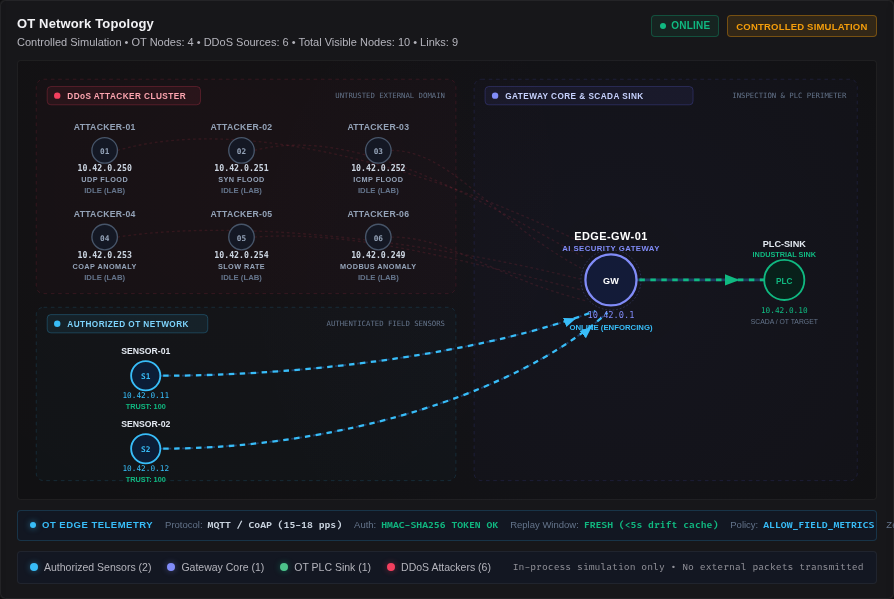 OT Network Topology
ONLINE
CONTROLLED SIMULATION
Controlled Simulation • OT Nodes: 4 • DDoS Sources: 6 • Total Visible Nodes: 10 • Links: 9
DDoS ATTACKER CLUSTER
UNTRUSTED EXTERNAL DOMAIN
ATTACKER-01
01
10.42.0.250
UDP FLOOD
IDLE (LAB)
ATTACKER-02
02
10.42.0.251
SYN FLOOD
IDLE (LAB)
ATTACKER-03
03
10.42.0.252
ICMP FLOOD
IDLE (LAB)
ATTACKER-04
04
10.42.0.253
COAP ANOMALY
IDLE (LAB)
ATTACKER-05
05
10.42.0.254
SLOW RATE
IDLE (LAB)
ATTACKER-06
06
10.42.0.249
MODBUS ANOMALY
IDLE (LAB)
GATEWAY CORE & SCADA SINK
INSPECTION & PLC PERIMETER
EDGE-GW-01
AI SECURITY GATEWAY
GW
10.42.0.1
ONLINE (ENFORCING)
PLC-SINK
INDUSTRIAL SINK
PLC
10.42.0.10
SCADA / OT TARGET
AUTHORIZED OT NETWORK
AUTHENTICATED FIELD SENSORS
SENSOR-01
S1
10.42.0.11
TRUST: 100
SENSOR-02
S2
10.42.0.12
TRUST: 100
OT EDGE TELEMETRY Protocol: MQTT / CoAP (15–18 pps) Auth: HMAC-SHA256 TOKEN OK Replay Window: FRESH (<5s drift cache) Policy: ALLOW_FIELD_METRICS
Authorized Sensors (2) Gateway Core (1) OT PLC Sink (1) DDoS Attackers (6) In-process simulation only • No external packets transmitted